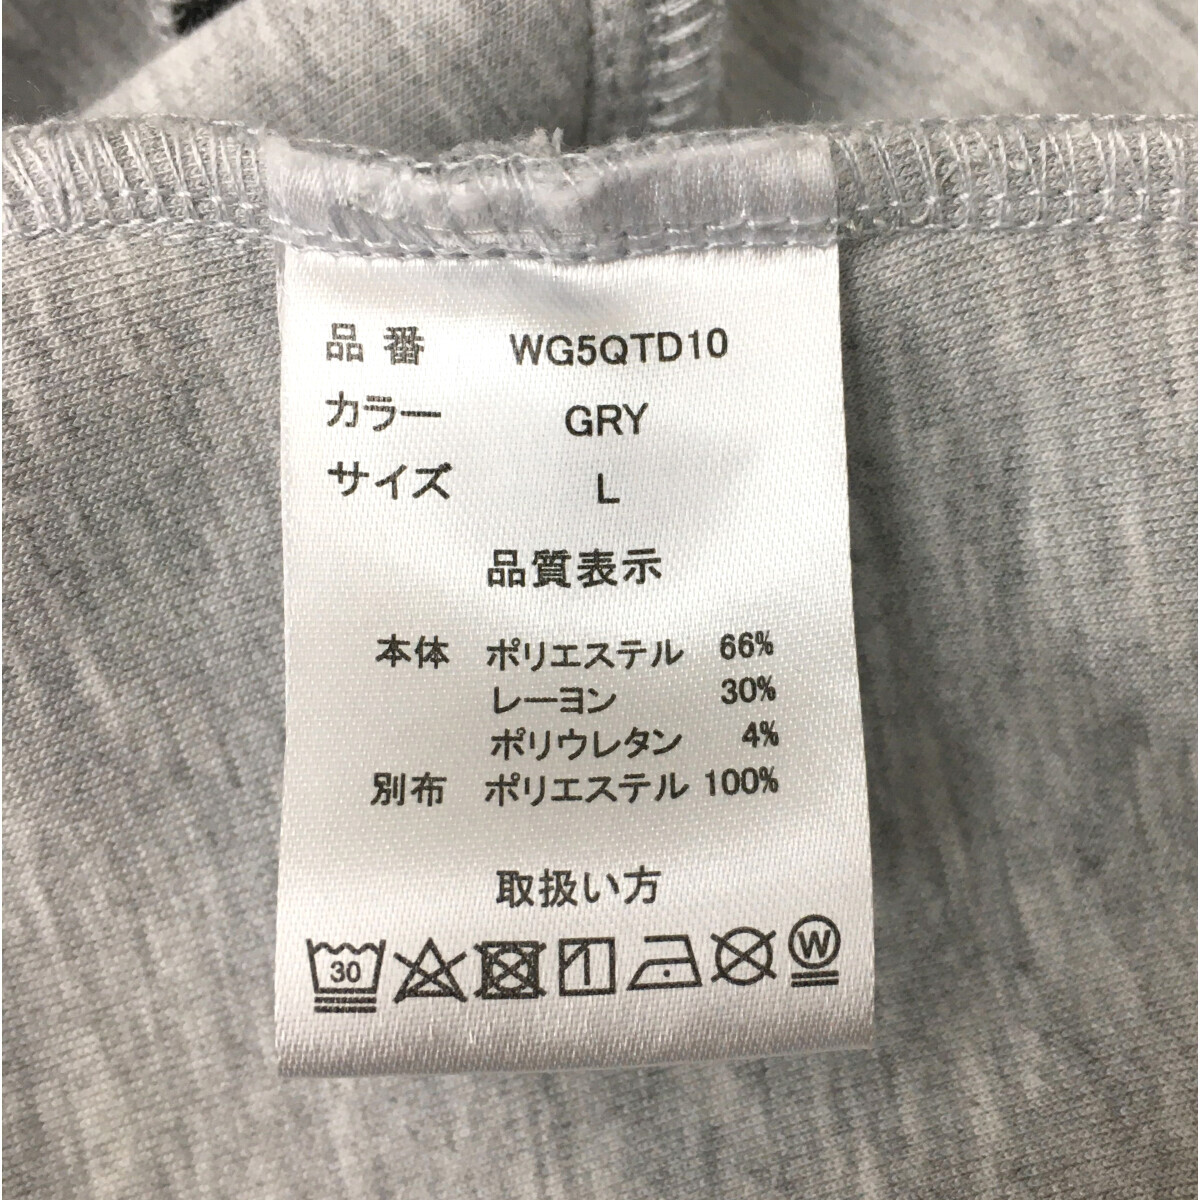 品番 WG5QTD10
カラー GRY
サイズ L
品質表示
本体 ポリエステル 66%
レーヨン 30%
ポリウレタン 4%
別布 ポリエステル 100%
取扱い方
30 W